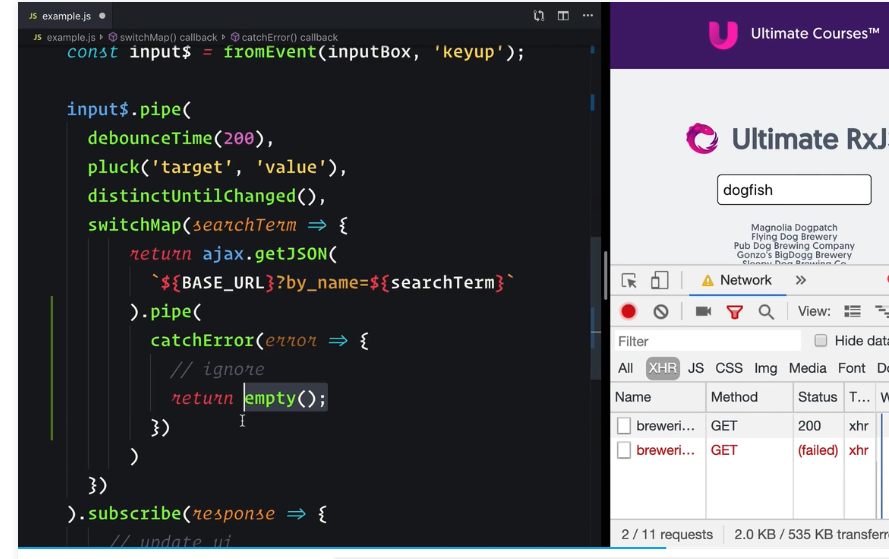 JS example.js
JS example.js switchMap() callback catchError() callback
const input$ = fromEvent(inputBox, 'keyup');
input$.pipe(
debounceTime(200),
pluck('target', 'value'),
distinctUntilChanged(),
switchMap(searchTerm => {
return ajax.getJSON(
`${BASE_URL}?by_name=${searchTerm}`
).pipe(
catchError(error => {
// ignore
return empty();
})
)
})
).subscribe(response => {
// update ui
Ultimate Courses™
Ultimate RxJS
dogfish
Magnolia Dogpatch
Flying Dog Brewery
Pub Dog Brewing Company
Gonzo's BigDogg Brewery
Sleepy Dog Brewing Co
Network »
View:
Filter
Hide data
All XHR JS CSS Img Media Font Do
Name Method Status T... W
breweri... GET 200 xhr
breweri... GET (failed) xhr
2 / 11 requests 2.0 KB / 535 KB transferr